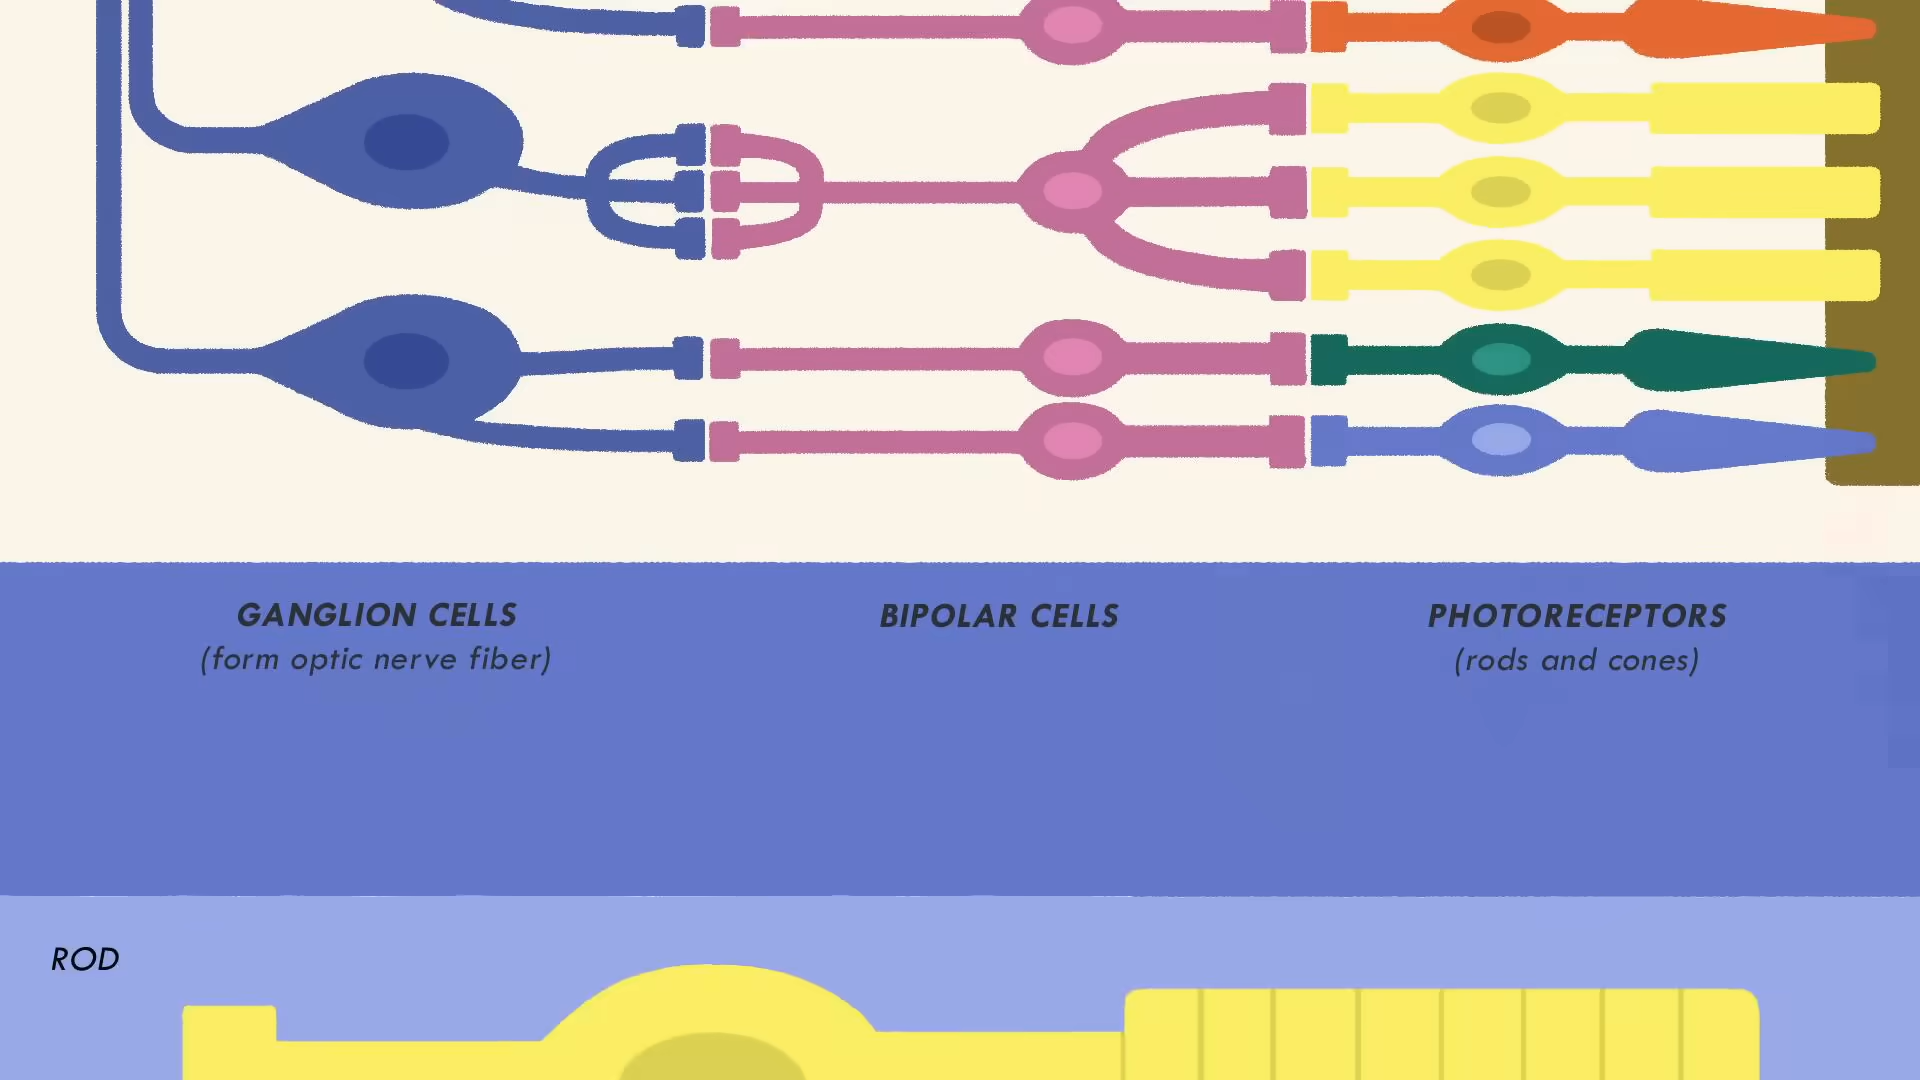 GANGLION CELLS
(form optic nerve fiber)
BIPOLAR CELLS
PHOTORECEPTORS
(rods and cones)
ROD